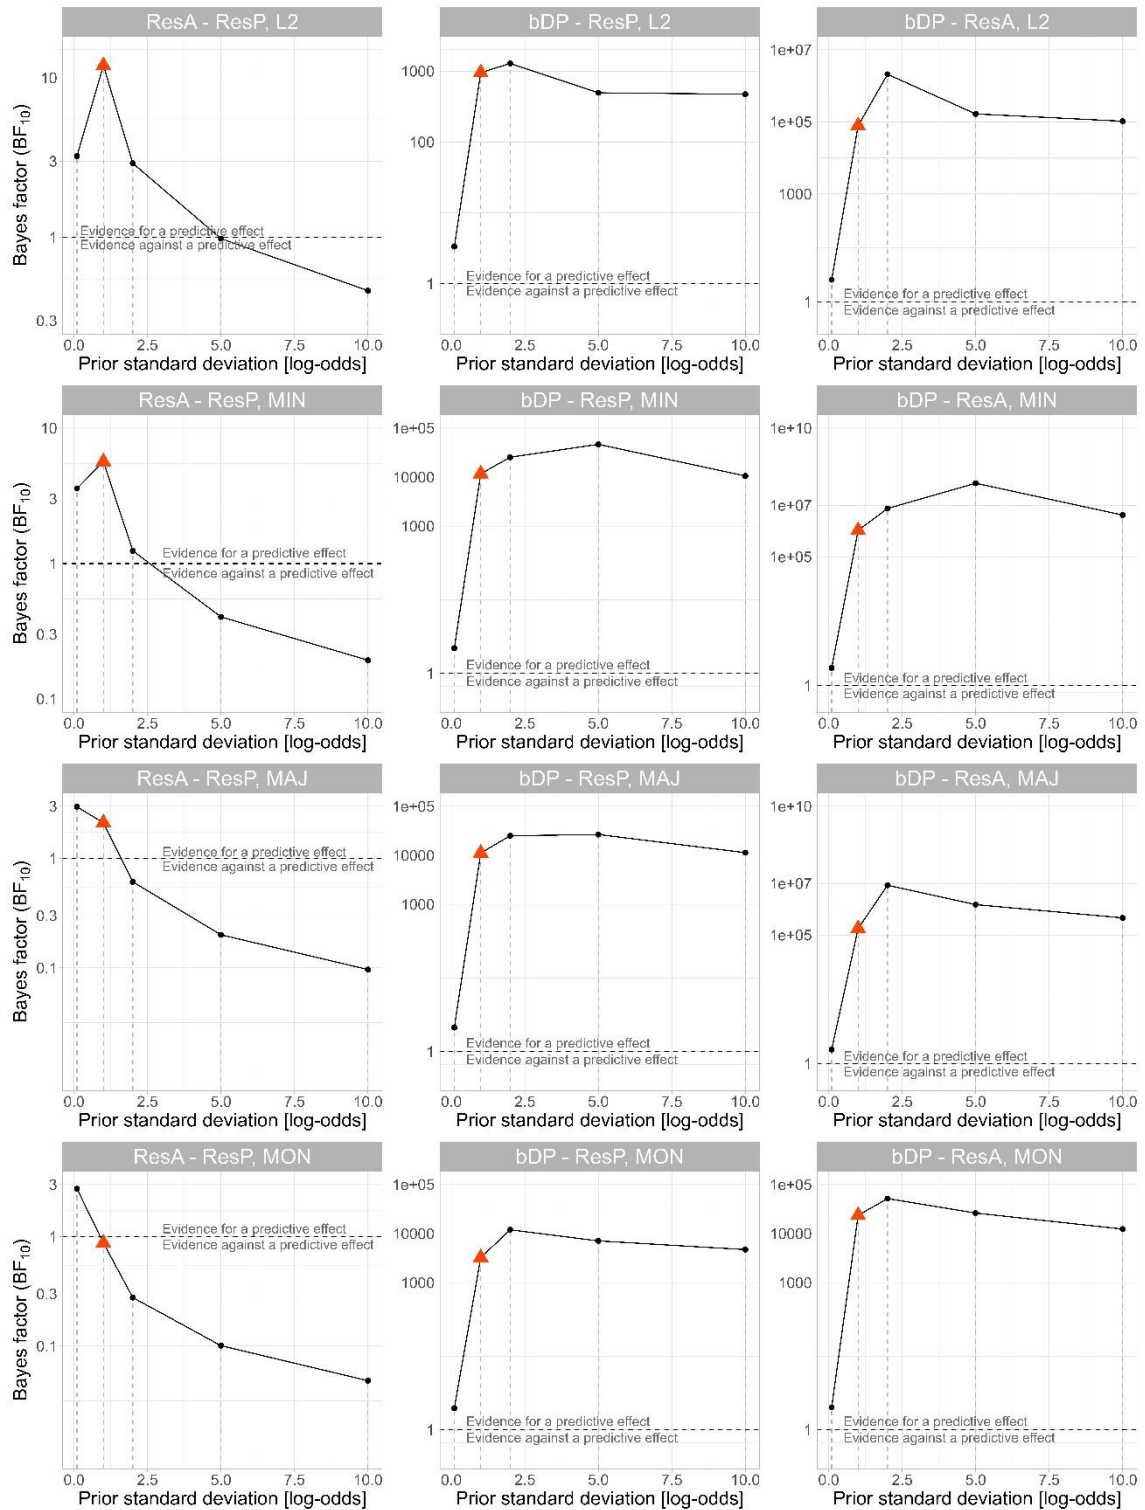 ResA - ResP, L2
Bayes factor (BF10)
10
3
1
0.3
Evidence for a predictive effect
Evidence against a predictive effect
0.0 2.5 5.0 7.5 10.0
Prior standard deviation [log-odds]
bDP - ResP, L2
1000
100
1
Evidence for a predictive effect
Evidence against a predictive effect
0.0 2.5 5.0 7.5 10.0
Prior standard deviation [log-odds]
bDP - ResA, L2
1e+07
1e+05
1000
1
Evidence for a predictive effect
Evidence against a predictive effect
0.0 2.5 5.0 7.5 10.0
Prior standard deviation [log-odds]
ResA - ResP, MIN
Bayes factor (BF10)
10
3
1
0.3
0.1
Evidence for a predictive effect
Evidence against a predictive effect
0.0 2.5 5.0 7.5 10.0
Prior standard deviation [log-odds]
bDP - ResP, MIN
1e+05
10000
1000
1
Evidence for a predictive effect
Evidence against a predictive effect
0.0 2.5 5.0 7.5 10.0
Prior standard deviation [log-odds]
bDP - ResA, MIN
1e+10
1e+07
1e+05
1
Evidence for a predictive effect
Evidence against a predictive effect
0.0 2.5 5.0 7.5 10.0
Prior standard deviation [log-odds]
ResA - ResP, MAJ
Bayes factor (BF10)
3
1
0.3
0.1
Evidence for a predictive effect
Evidence against a predictive effect
0.0 2.5 5.0 7.5 10.0
Prior standard deviation [log-odds]
bDP - ResP, MAJ
1e+05
10000
1000
1
Evidence for a predictive effect
Evidence against a predictive effect
0.0 2.5 5.0 7.5 10.0
Prior standard deviation [log-odds]
bDP - ResA, MAJ
1e+10
1e+07
1e+05
1
Evidence for a predictive effect
Evidence against a predictive effect
0.0 2.5 5.0 7.5 10.0
Prior standard deviation [log-odds]
ResA - ResP, MON
Bayes factor (BF10)
3
1
0.3
0.1
Evidence for a predictive effect
Evidence against a predictive effect
0.0 2.5 5.0 7.5 10.0
Prior standard deviation [log-odds]
bDP - ResP, MON
1e+05
10000
1000
1
Evidence for a predictive effect
Evidence against a predictive effect
0.0 2.5 5.0 7.5 10.0
Prior standard deviation [log-odds]
bDP - ResA, MON
1e+05
10000
1000
1
Evidence for a predictive effect
Evidence against a predictive effect
0.0 2.5 5.0 7.5 10.0
Prior standard deviation [log-odds]